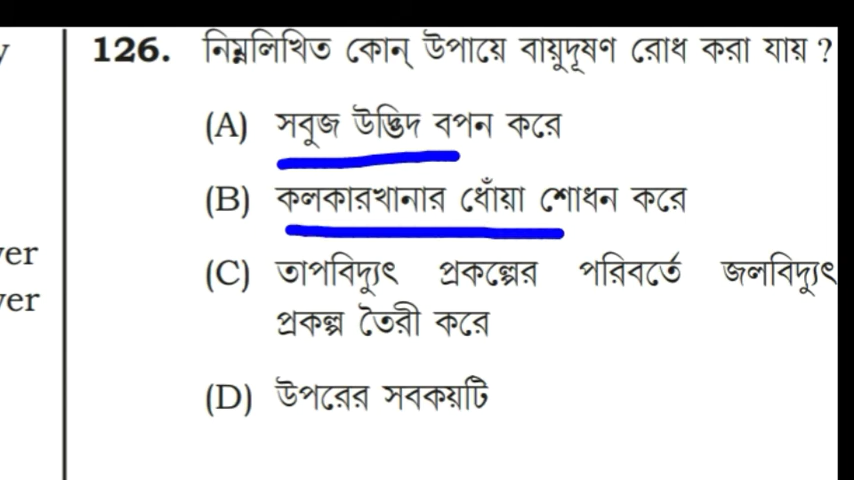 126. নিম্নলিখিত কোন্ উপায়ে বায়ুদূষণ রোধ করা যায় ?
(A) সবুজ উদ্ভিদ বপন করে
(B) কলকারখানার ধোঁয়া শোধন করে
(C) তাপবিদ্যুৎ প্রকল্পের পরিবর্তে জলবিদ্যুৎ
প্রকল্প তৈরী করে
(D) উপরের সবকয়টি